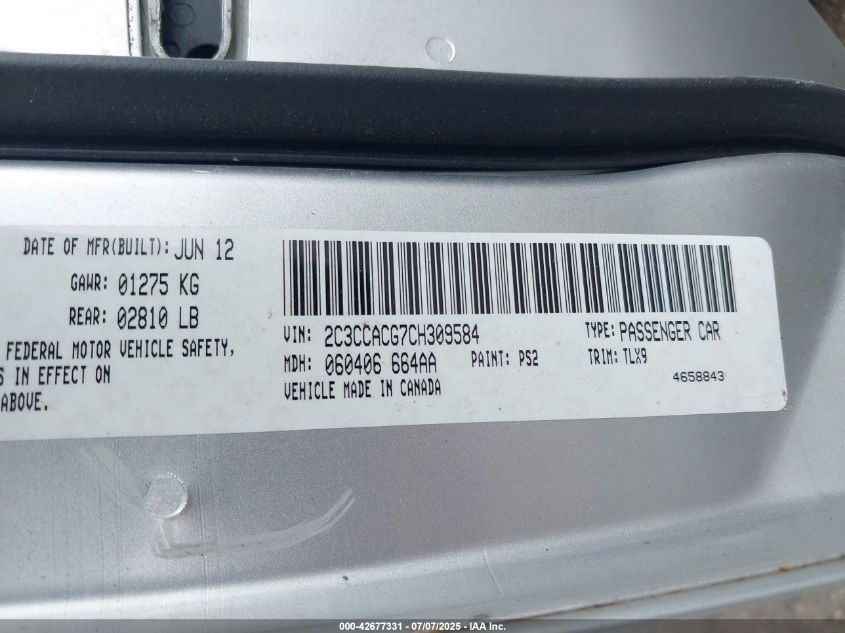 DATE OF MFR(BUILT): JUN 12
GAWR: 01275 KG
REAR: 02810 LB
FEDERAL MOTOR VEHICLE SAFETY,
S IN EFFECT ON
ABOVE.
VIN: 2C3CCACG7CH309584 TYPE: PASSENGER CAR
MDH: 060406 664AA PAINT: PS2 TRIM: TLX9
VEHICLE MADE IN CANADA
4658843
000-42677331 - 07/07/2025 - IAA Inc.